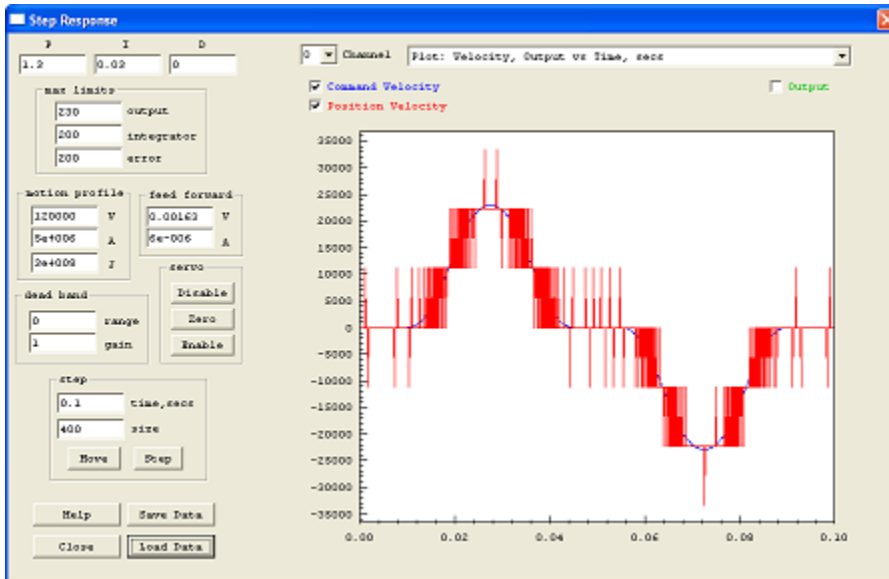 Step Response
P I D
1.2 0.02 0
max limits
230 output
200 integrator
200 error
motion profile
120000 V
5e+006 A
2e+008 J
feed forward
0.00163 V
6e-006 A
servo
Disable
Zero
Enable
dead band
0 range
1 gain
step
0.1 time,secs
400 size
Move Step
Help Save Data
Close Load Data
0 Channel Plot: Velocity, Output vs Time, secs
Command Velocity Output
Position Velocity
35000
30000
25000
20000
15000
10000
5000
0
-5000
-10000
-15000
-20000
-25000
-30000
-35000
0.00 0.02 0.04 0.06 0.08 0.10